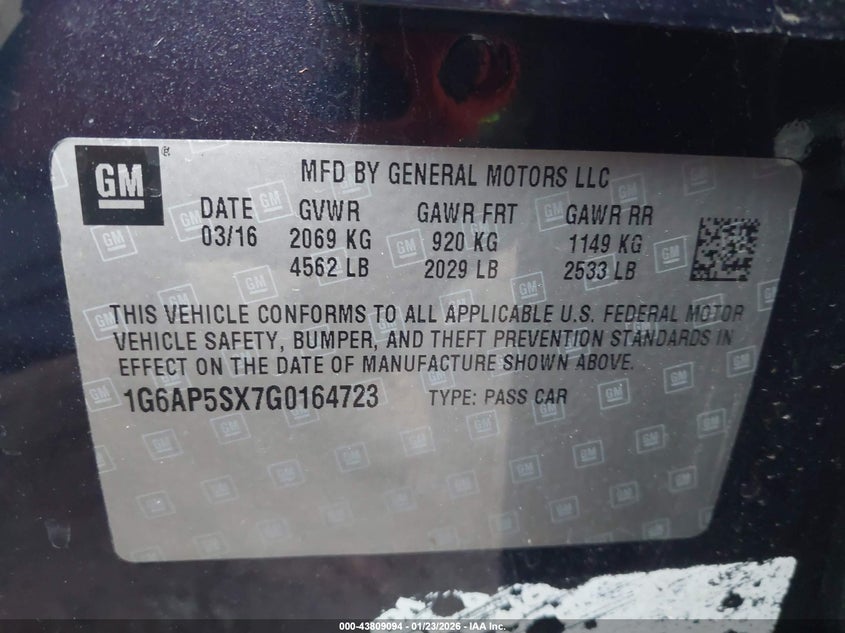 GM
MFD BY GENERAL MOTORS LLC
DATE GVWR GAWR FRT GAWR RR
03/16 2069 KG 920 KG 1149 KG
4562 LB 2029 LB 2533 LB
THIS VEHICLE CONFORMS TO ALL APPLICABLE U.S. FEDERAL MOTOR
VEHICLE SAFETY, BUMPER, AND THEFT PREVENTION STANDARDS IN
EFFECT ON THE DATE OF MANUFACTURE SHOWN ABOVE.
1G6AP5SX7G0164723 TYPE: PASS CAR
000-43809094 - 01/23/2026 - IAA Inc.